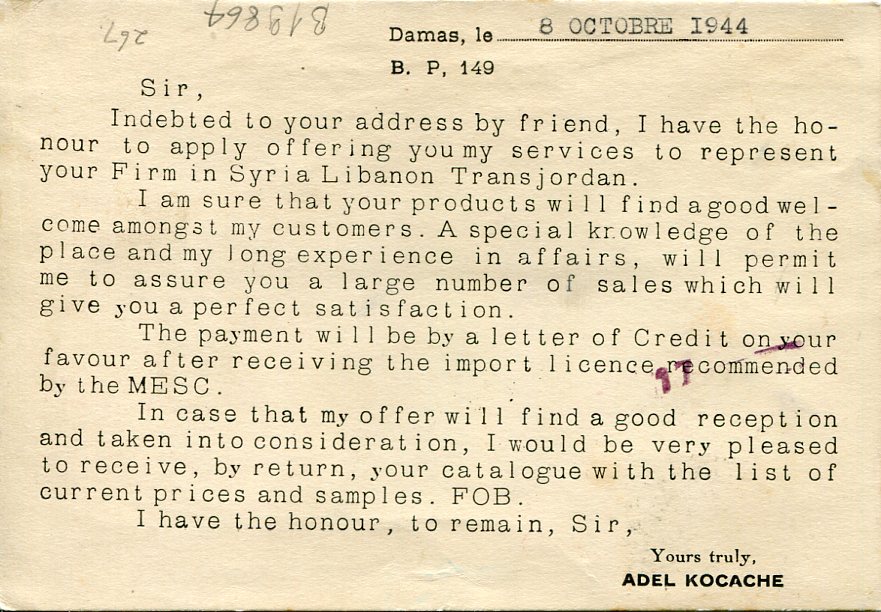 267 B19864
Damas, le 8 OCTOBRE 1944
B. P, 149
Sir,
Indebted to your address by friend, I have the ho-
nour to apply offering you my services to represent
your Firm in Syria Libanon Transjordan.
I am sure that your products will find a good wel-
come amongst my customers. A special knowledge of the
place and my long experience in affairs, will permit
me to assure you a large number of sales which will
give you a perfect satisfaction.
The payment will be by a letter of Credit on your
favour after receiving the import licence recommended
by the MESC.
17
In case that my offer will find a good reception
and taken into consideration, I would be very pleased
to receive, by return, your catalogue with the list of
current prices and samples. FOB.
I have the honour, to remain, Sir,
Yours truly,
ADEL KOCACHE